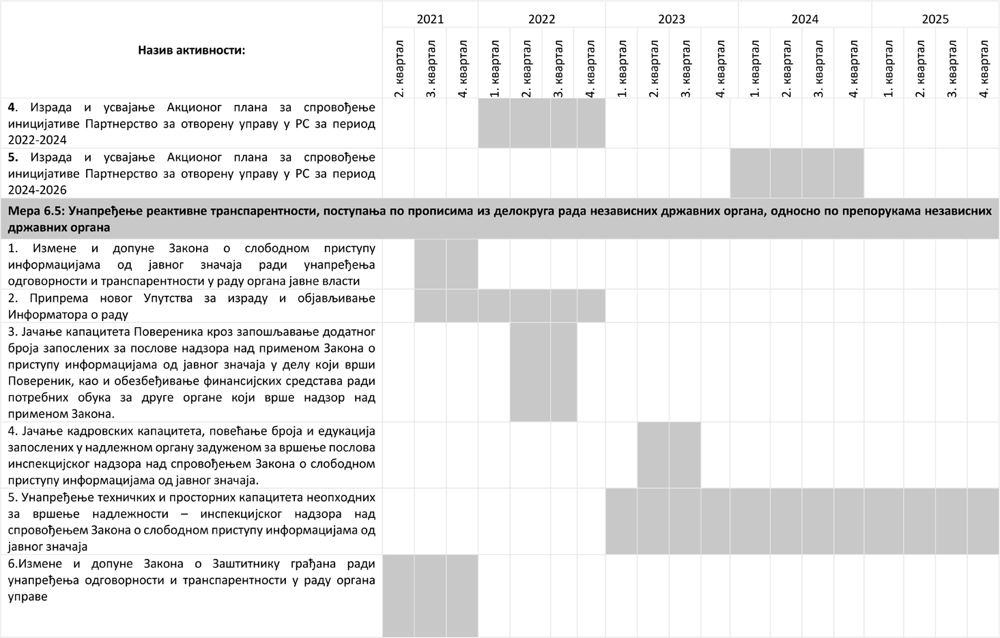 2021 2022 2023 2024 2025
Назив активности:
2. квартал 3. квартал 4. квартал 1. квартал 2. квартал 3. квартал 4. квартал 1. квартал 2. квартал 3. квартал 4. квартал 1. квартал 2. квартал 3. квартал 4. квартал 1. квартал 2. квартал 3. квартал 4. квартал
4. Израда и усвајање Акционог плана за спровођење
иницијативе Партнерство за отворену управу у РС за период
2022-2024
5. Израда и усвајање Акционог плана за спровођење
иницијативе Партнерство за отворену управу у РС за период
2024-2026
Мера 6.5: Унапређење реактивне транспарентности, поступања по прописима из делокруга рада независних државних органа, односно по препорукама независних
државних органа
1. Измене и допуне Закона о слободном приступу
информацијама од јавног значаја ради унапређења
одговорности и транспарентности у раду органа јавне власти
2. Припрема новог Упутства за израду и објављивање
Информатора о раду
3. Јачање капацитета Повереника кроз запошљавање додатног
броја запослених за послове надзора над применом Закона о
приступу информацијама од јавног значаја у делу који врши
Повереник, као и обезбеђивање финансијских средстава ради
потребних обука за друге органе који врше надзор над
применом Закона.
4. Јачање кадровских капацитета, повећање броја и едукација
запослених у надлежном органу задуженом за вршење послова
инспекцијског надзора над спровођењем Закона о слободном
приступу информацијама од јавног значаја.
5. Унапређење техничких и просторних капацитета неопходних
за вршење надлежности – инспекцијског надзора над
спровођењем Закона о слободном приступу информацијама од
јавног значаја
6.Измене и допуне Закона о Заштитнику грађана ради
унапређења одговорности и транспарентности у раду органа
управе